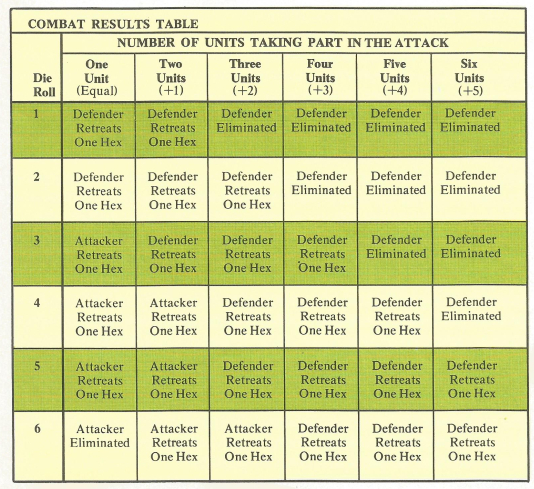 COMBAT RESULTS TABLE
NUMBER OF UNITS TAKING PART IN THE ATTACK
Die Roll One Unit (Equal) Two Units (+1) Three Units (+2) Four Units (+3) Five Units (+4) Six Units (+5)
1 Defender Retreats One Hex Defender Retreats One Hex Defender Eliminated Defender Eliminated Defender Eliminated Defender Eliminated
2 Defender Retreats One Hex Defender Retreats One Hex Defender Retreats One Hex Defender Eliminated Defender Eliminated Defender Eliminated
3 Attacker Retreats One Hex Defender Retreats One Hex Defender Retreats One Hex Defender Retreats One Hex Defender Eliminated Defender Eliminated
4 Attacker Retreats One Hex Attacker Retreats One Hex Defender Retreats One Hex Defender Retreats One Hex Defender Retreats One Hex Defender Eliminated
5 Attacker Retreats One Hex Attacker Retreats One Hex Defender Retreats One Hex Defender Retreats One Hex Defender Retreats One Hex Defender Retreats One Hex
6 Attacker Eliminated Attacker Retreats One Hex Attacker Retreats One Hex Defender Retreats One Hex Defender Retreats One Hex Defender Retreats One Hex